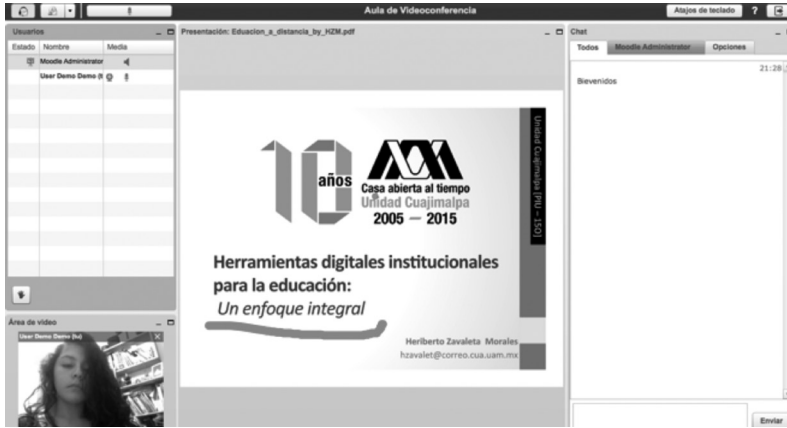 Aula de Videoconferencia
Atajos de teclado
?
Usuarios
Estado Nombre Media
Moodle Administrator
User Demo Demo (t
Área de video
User Demo Demo (tu)
Presentación: Eduacion_a_distancia_by_HZM.pdf
10
años
Casa abierta al tiempo
Unidad Cuajimalpa
2005 — 2015
Unidad Cuajimalpa [PIU – 1SO]
Herramientas digitales institucionales
para la educación:
Un enfoque integral
Heriberto Zavaleta Morales
hzavalet@correo.cua.uam.mx
Chat
Todos Moodle Administrator Opciones
21:28
Bievenidos
Enviar